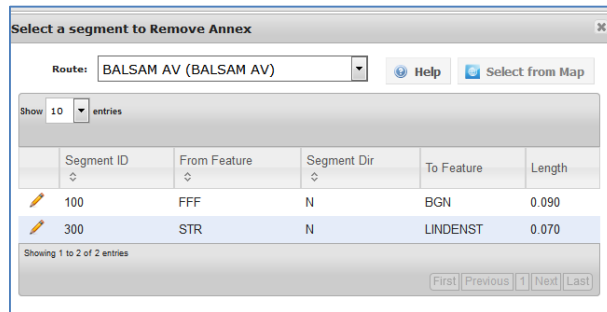 Select a segment to Remove Annex
Route: BALSAM AV (BALSAM AV) Help Select from Map
Show 10 entries
Segment ID From Feature Segment Dir To Feature Length
100 FFF N BGN 0.090
300 STR N LINDENST 0.070
Showing 1 to 2 of 2 entries
First Previous 1 Next Last